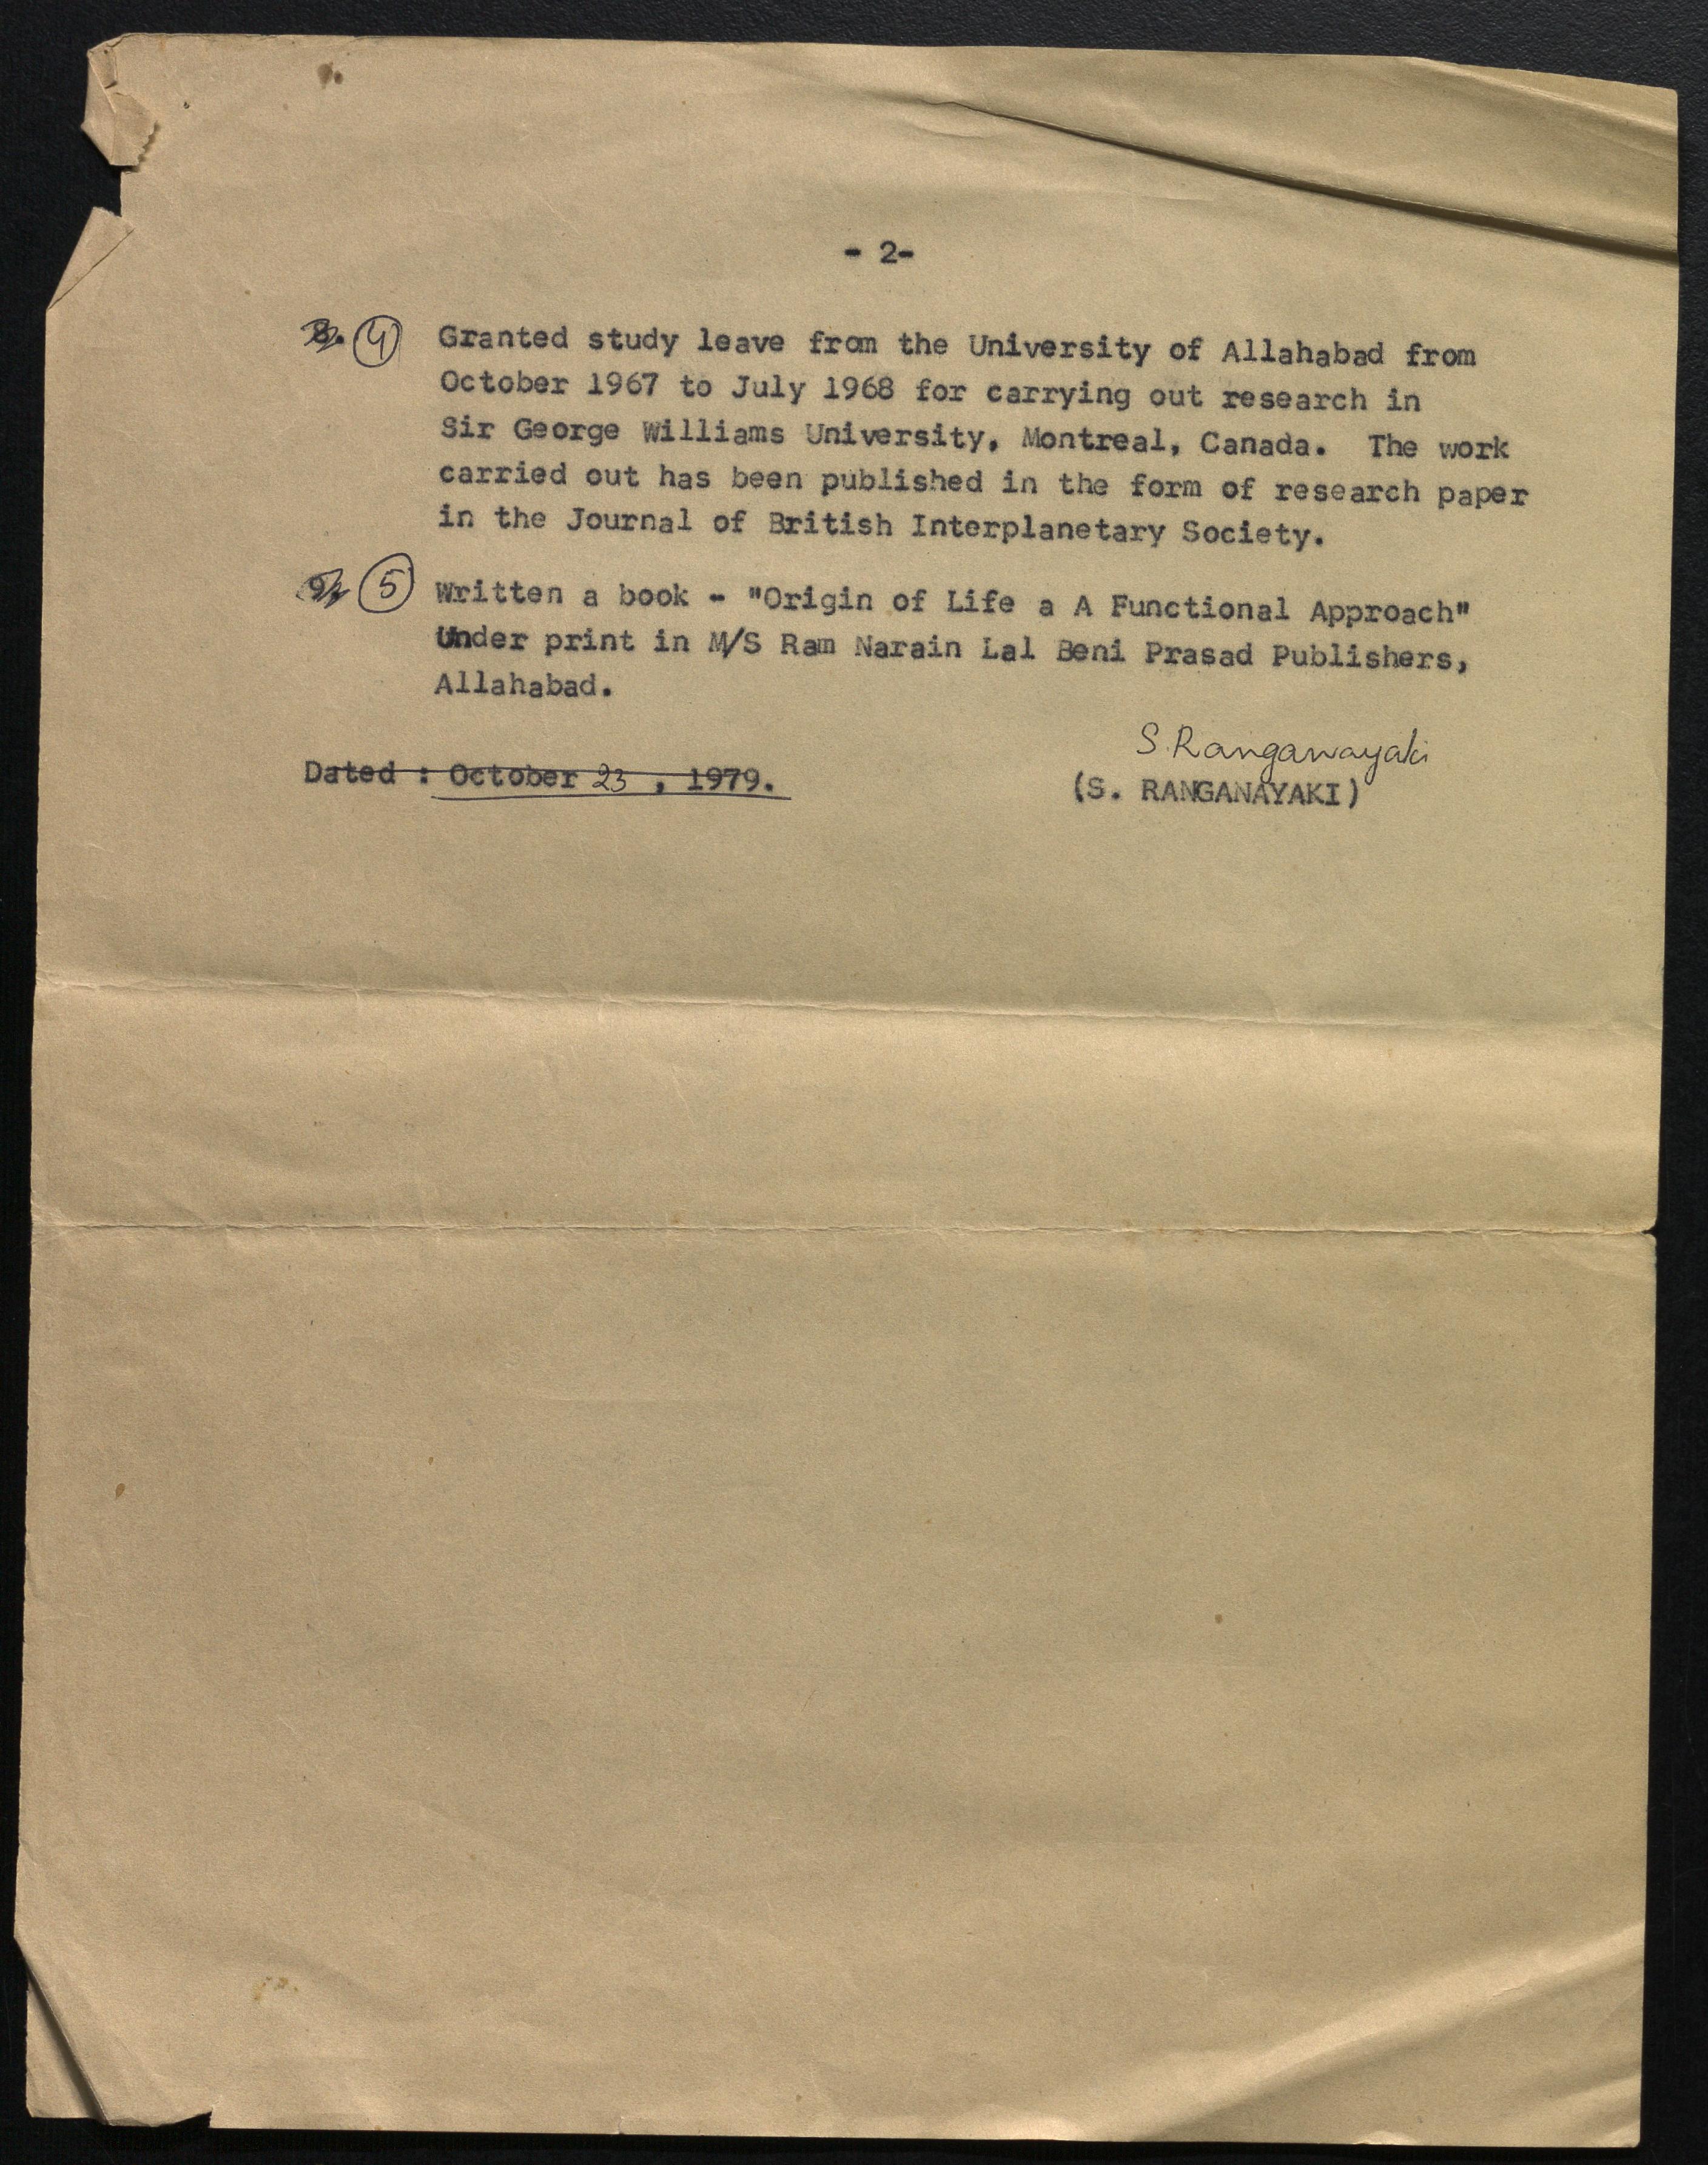 - 2-
8. (4) Granted study leave from the University of Allahabad from
October 1967 to July 1968 for carrying out research in
Sir George Williams University, Montreal, Canada. The work
carried out has been published in the form of research paper
in the Journal of British Interplanetary Society.
9. (5) Written a book - "Origin of Life a A Functional Approach"
Under print in M/S Ram Narain Lal Beni Prasad Publishers,
Allahabad.
S. Ranganayaki
Dated : October 23, 1979.
(S. RANGANAYAKI)